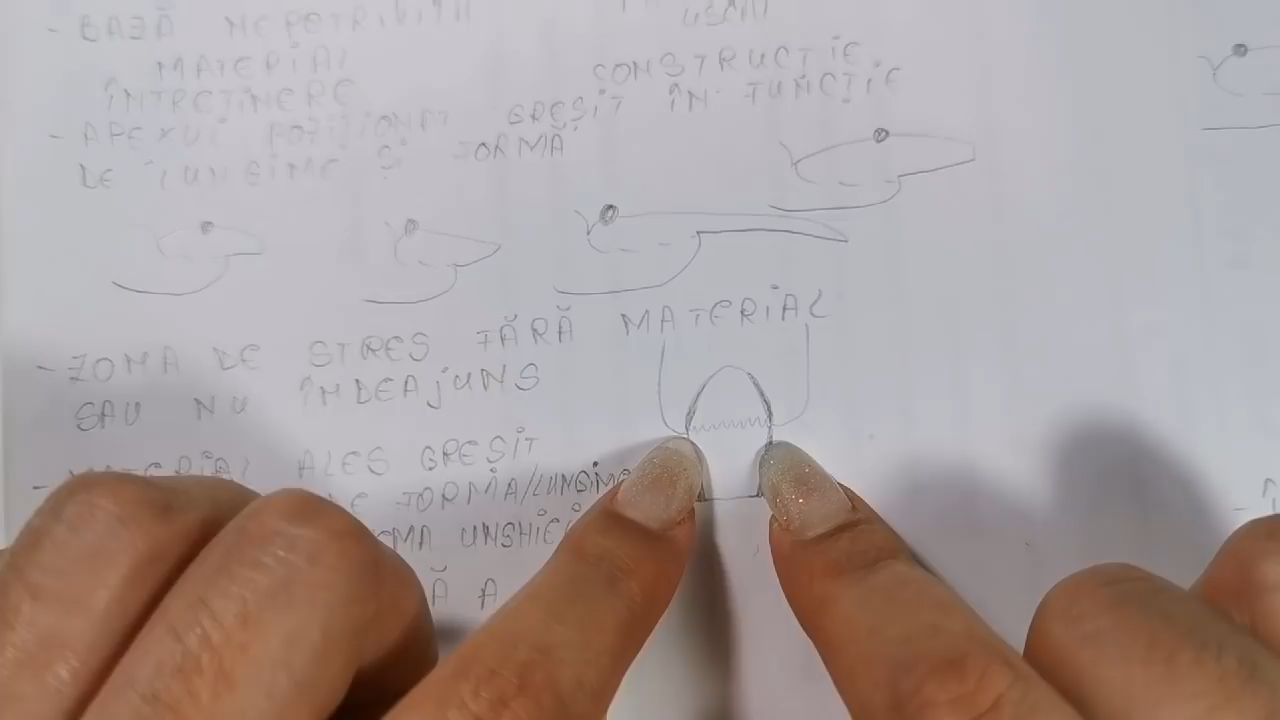 - BAZĂ NEPOTRIVITĂ
MATERIAL
ÎNTREȚINERE
CONSTRUCȚIE
- APEXUL POZIȚIONAT GREȘIT ÎN FUNCȚIE
DE LUNGIME ȘI FORMĂ
- ZONA DE STRES FĂRĂ MATERIAL
SAU NU ÎNDEAJUNS
- MATERIAL ALES GREȘIT
FORMA/LUNGIME
UNGHIE
Ă A